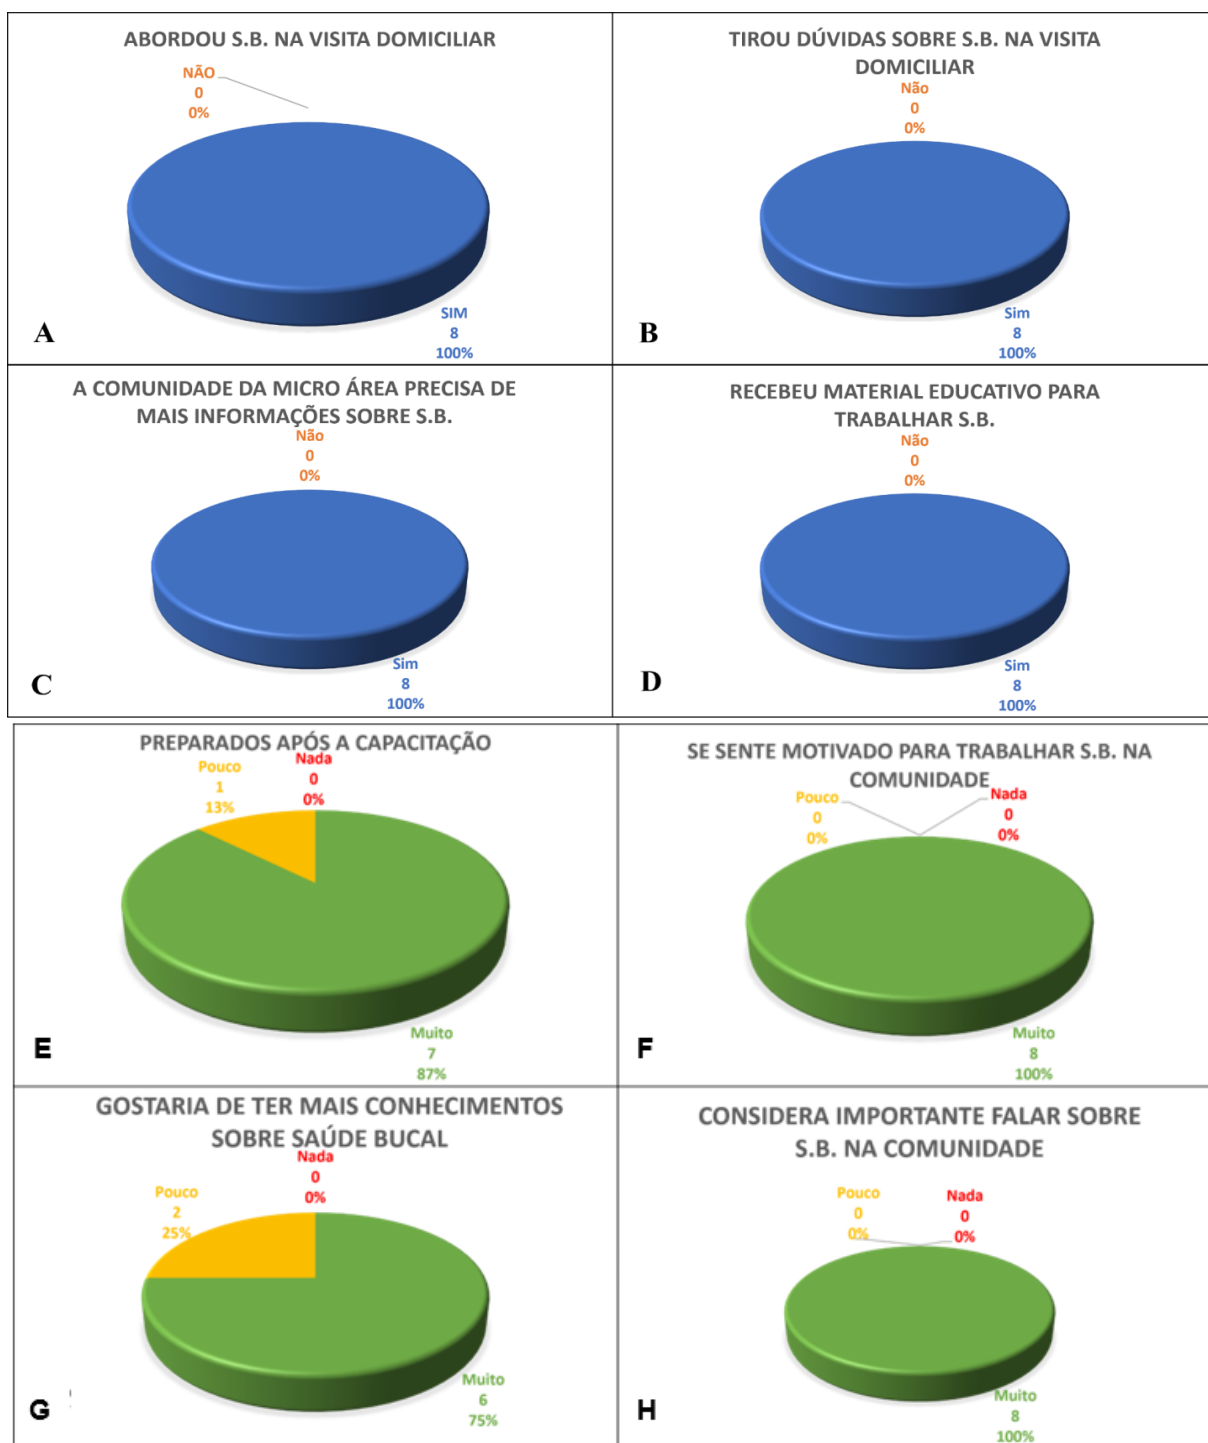 ABORDOU S.B. NA VISITA DOMICILIAR
NÃO
0
0%
SIM
8
100%
A
TIROU DÚVIDAS SOBRE S.B. NA VISITA
DOMICILIAR
Não
0
0%
Sim
8
100%
B
A COMUNIDADE DA MICRO ÁREA PRECISA DE
MAIS INFORMAÇÕES SOBRE S.B.
Não
0
0%
Sim
8
100%
C
RECEBEU MATERIAL EDUCATIVO PARA
TRABALHAR S.B.
Não
0
0%
Sim
8
100%
D
PREPARADOS APÓS A CAPACITAÇÃO
Pouco
1
13%
Nada
0
0%
Muito
7
87%
E
SE SENTE MOTIVADO PARA TRABALHAR S.B. NA
COMUNIDADE
Pouco
0
0%
Nada
0
0%
Muito
8
100%
F
GOSTARIA DE TER MAIS CONHECIMENTOS
SOBRE SAÚDE BUCAL
Pouco
2
25%
Nada
0
0%
Muito
6
75%
G
CONSIDERA IMPORTANTE FALAR SOBRE
S.B. NA COMUNIDADE
Pouco
0
0%
Nada
0
0%
Muito
8
100%
H